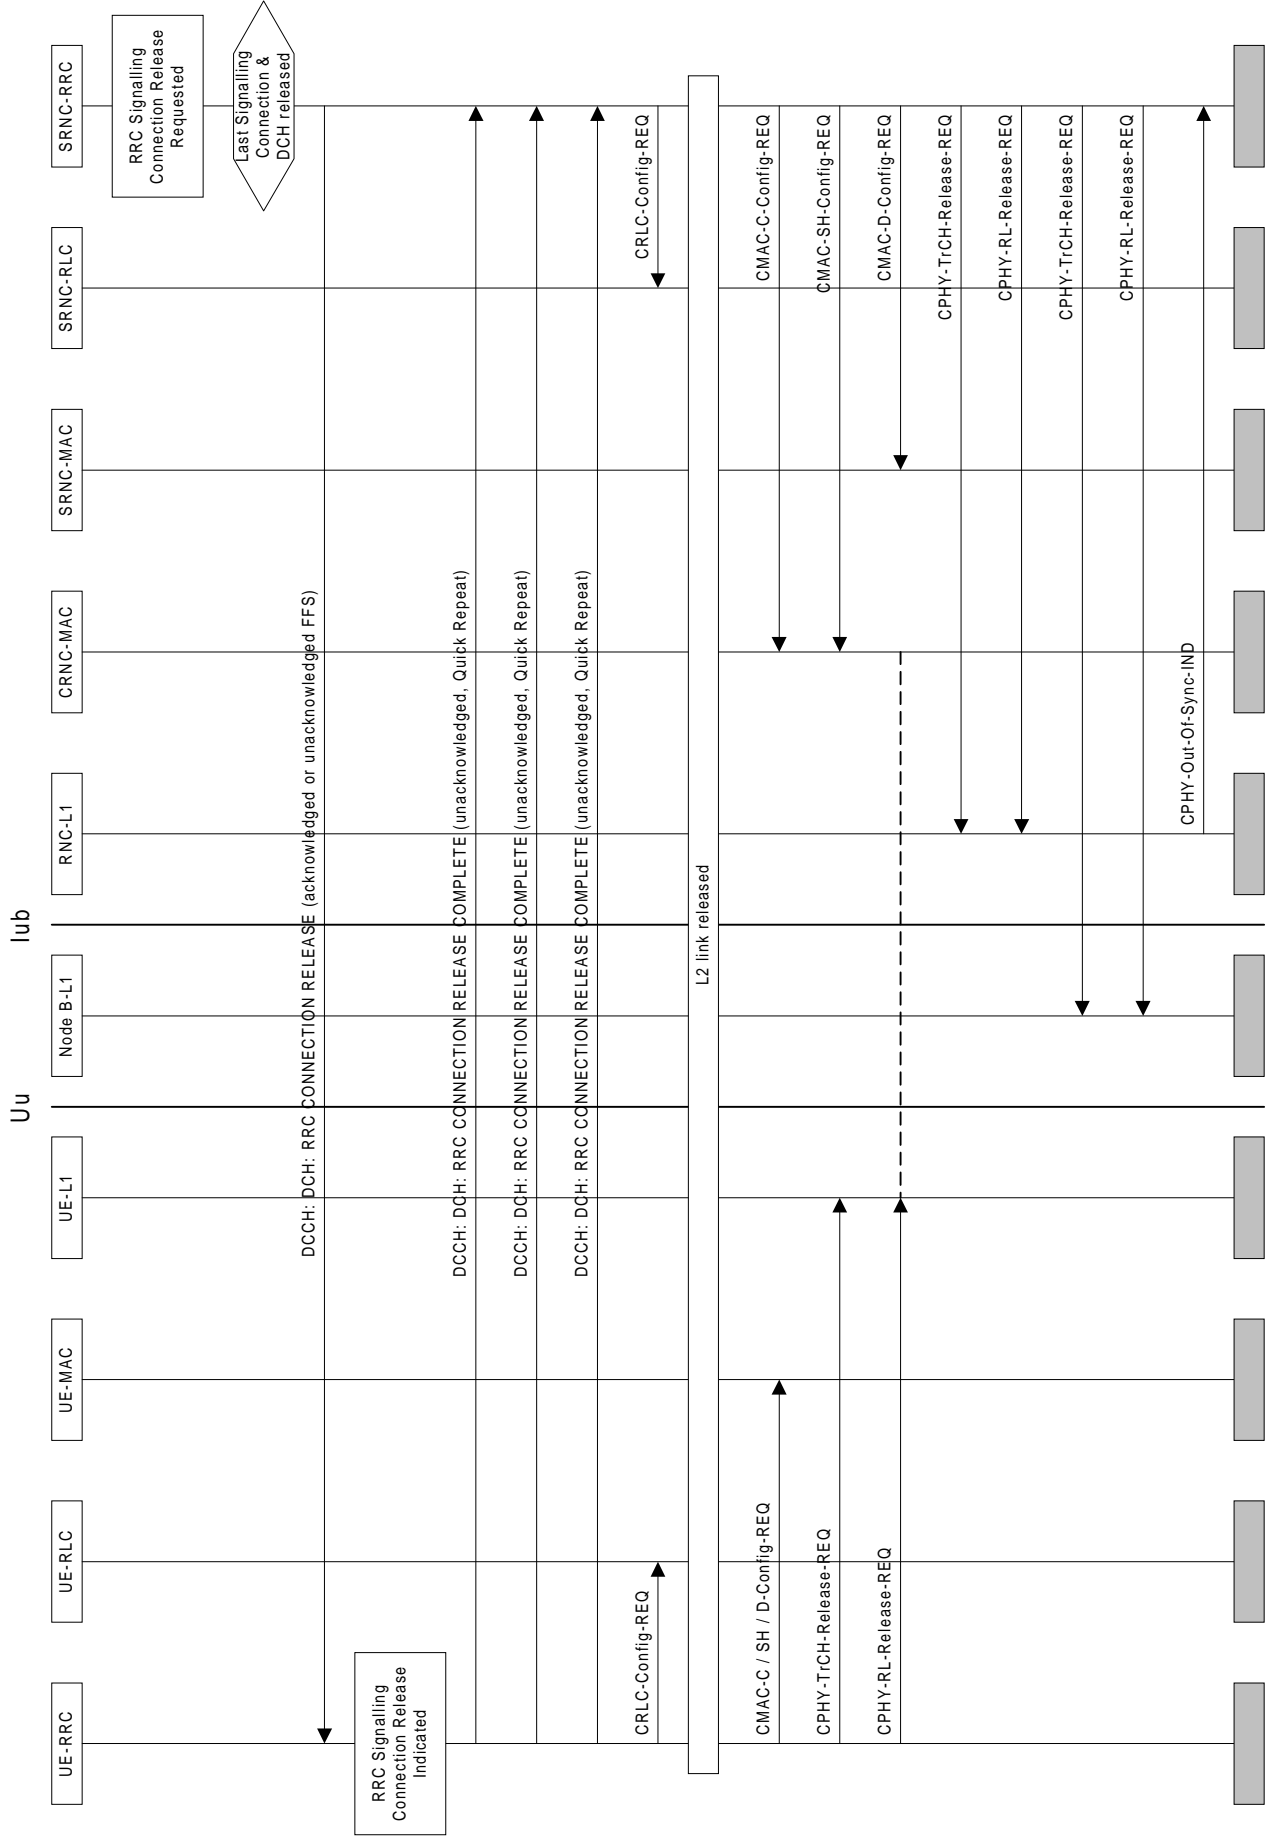 Uu
Iub
UE-RRC
UE-RLC
UE-MAC
UE-L1
Node B-L1
RNC-L1
CRNC-MAC
SRNC-MAC
SRNC-RLC
SRNC-RRC
RRC Signalling
Connection Release
Requested
Last Signalling
Connection &
DCH released
DCCH: DCH: RRC CONNECTION RELEASE (acknowledged or unacknowledged FFS)
RRC Signalling
Connection Release
Indicated
DCCH: DCH: RRC CONNECTION RELEASE COMPLETE (unacknowledged, Quick Repeat)
DCCH: DCH: RRC CONNECTION RELEASE COMPLETE (unacknowledged, Quick Repeat)
DCCH: DCH: RRC CONNECTION RELEASE COMPLETE (unacknowledged, Quick Repeat)
CRLC-Config-REQ
CRLC-Config-REQ
L2 link released
CMAC-C / SH / D-Config-REQ
CMAC-C-Config-REQ
CPHY-TrCH-Release-REQ
CMAC-SH-Config-REQ
CPHY-RL-Release-REQ
CMAC-D-Config-REQ
CPHY-TrCH-Release-REQ
CPHY-RL-Release-REQ
CPHY-TrCH-Release-REQ
CPHY-RL-Release-REQ
CPHY-Out-Of-Sync-IND